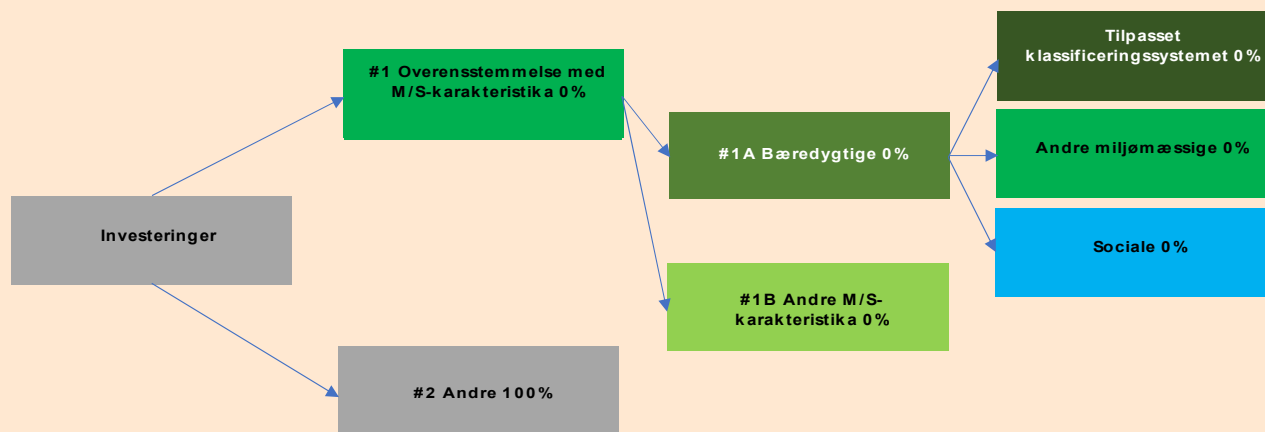 Investeringer
#1 Overensstemmelse med
M/S-karakteristika 0%
#2 Andre 100%
#1A Bæredygtige 0%
#1B Andre M/S-
karakteristika 0%
Tilpasset
klassificeringssystemet 0%
Andre miljømæssige 0%
Sociale 0%